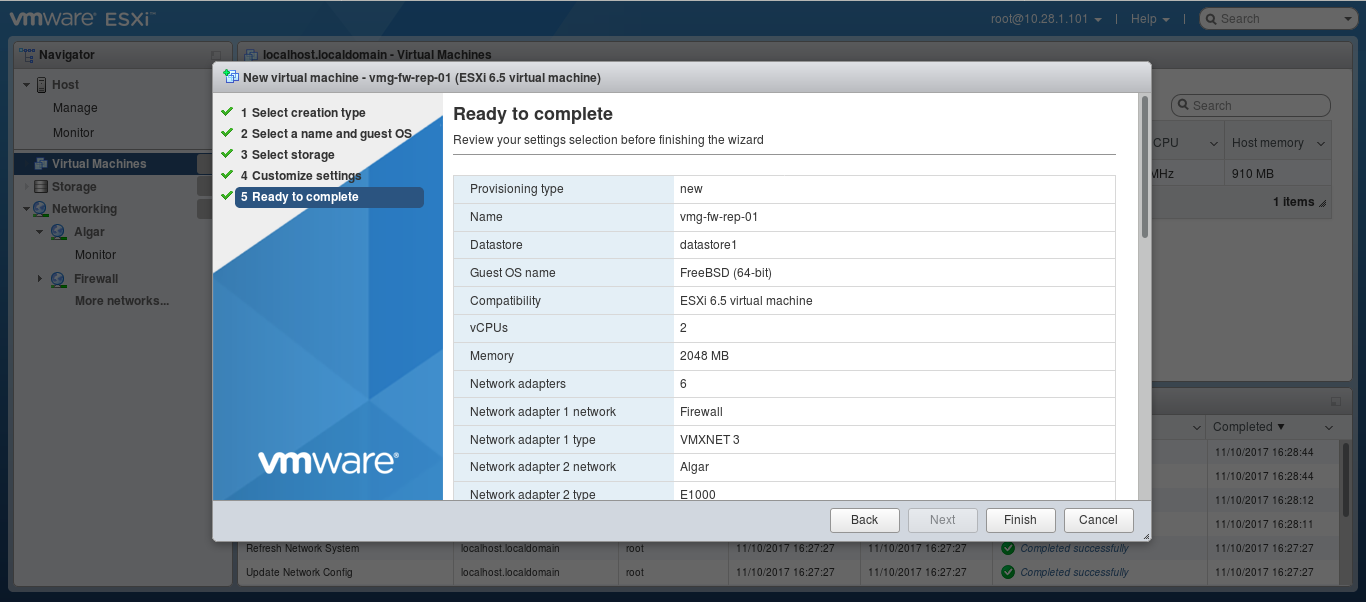 vmware® ESXi™
root@10.28.1.101 | Help | Search
Navigator
localhost.localdomain - Virtual Machines
Host
Manage
Monitor
Virtual Machines
Storage
Networking
Algar
Monitor
Firewall
More networks...
New virtual machine - vmg-fw-rep-01 (ESXi 6.5 virtual machine)
1 Select creation type
2 Select a name and guest OS
3 Select storage
4 Customize settings
5 Ready to complete
vmware®
Ready to complete
Review your settings selection before finishing the wizard
Provisioning type new
Name vmg-fw-rep-01
Datastore datastore1
Guest OS name FreeBSD (64-bit)
Compatibility ESXi 6.5 virtual machine
vCPUs 2
Memory 2048 MB
Network adapters 6
Network adapter 1 network Firewall
Network adapter 1 type VMXNET 3
Network adapter 2 network Algar
Network adapter 2 type E1000
Back Next Finish Cancel
Search
CPU Host memory
MHz 910 MB
1 items
Completed ▼
11/10/2017 16:28:44
11/10/2017 16:28:44
11/10/2017 16:28:12
11/10/2017 16:28:11
Refresh Network System localhost.localdomain root 11/10/2017 16:27:27 11/10/2017 16:27:27 Completed successfully 11/10/2017 16:27:27
Update Network Config localhost.localdomain root 11/10/2017 16:27:27 11/10/2017 16:27:27 Completed successfully 11/10/2017 16:27:27